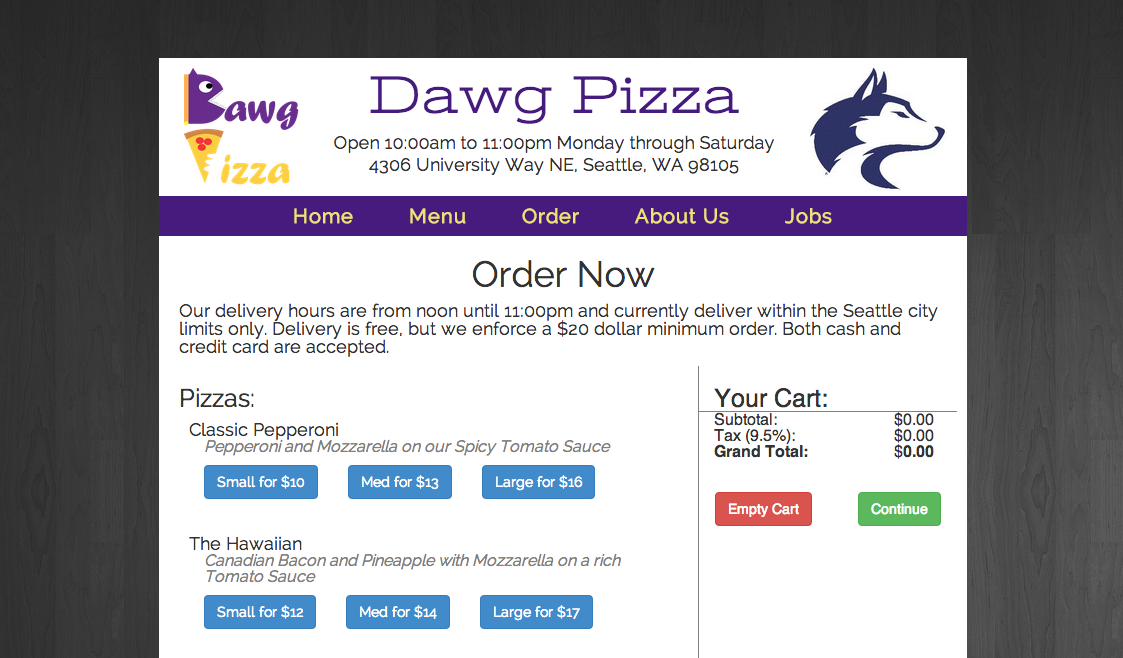 Dawg
Pizza
Dawg Pizza
Open 10:00am to 11:00pm Monday through Saturday
4306 University Way NE, Seattle, WA 98105
Home Menu Order About Us Jobs
Order Now
Our delivery hours are from noon until 11:00pm and currently deliver within the Seattle city
limits only. Delivery is free, but we enforce a $20 dollar minimum order. Both cash and
credit card are accepted.
Pizzas:
Classic Pepperoni
Pepperoni and Mozzarella on our Spicy Tomato Sauce
Small for $10 Med for $13 Large for $16
The Hawaiian
Canadian Bacon and Pineapple with Mozzarella on a rich
Tomato Sauce
Small for $12 Med for $14 Large for $17
Your Cart:
Subtotal: $0.00
Tax (9.5%): $0.00
Grand Total: $0.00
Empty Cart Continue